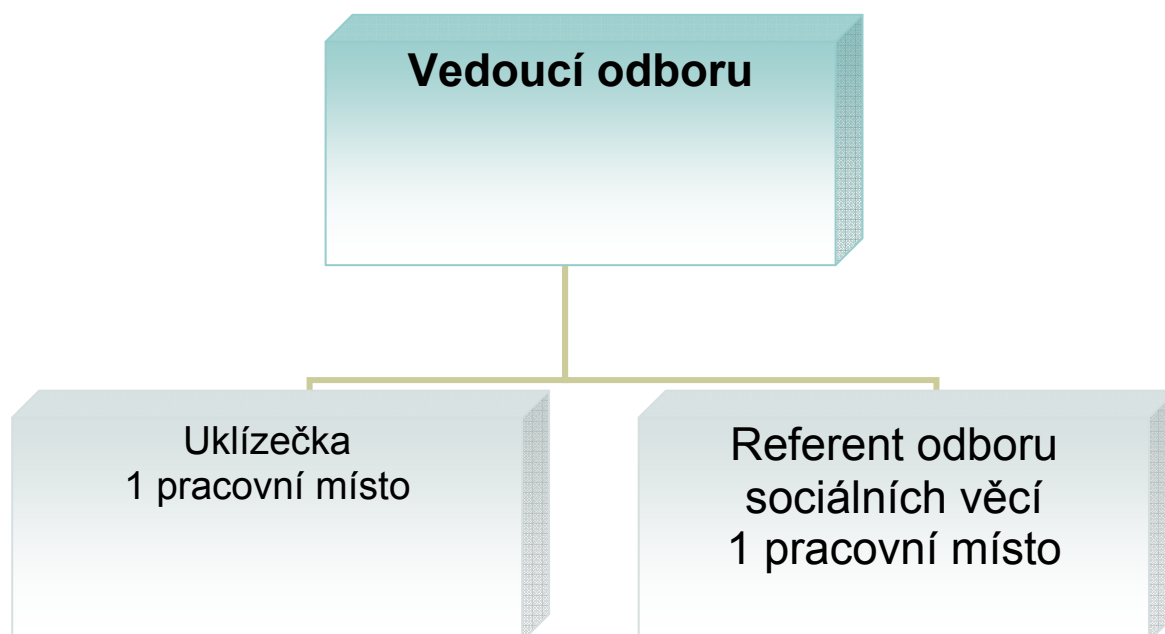 Vedoucí odboru
Uklízečka
1 pracovní místo
Referent odboru
sociálních věcí
1 pracovní místo